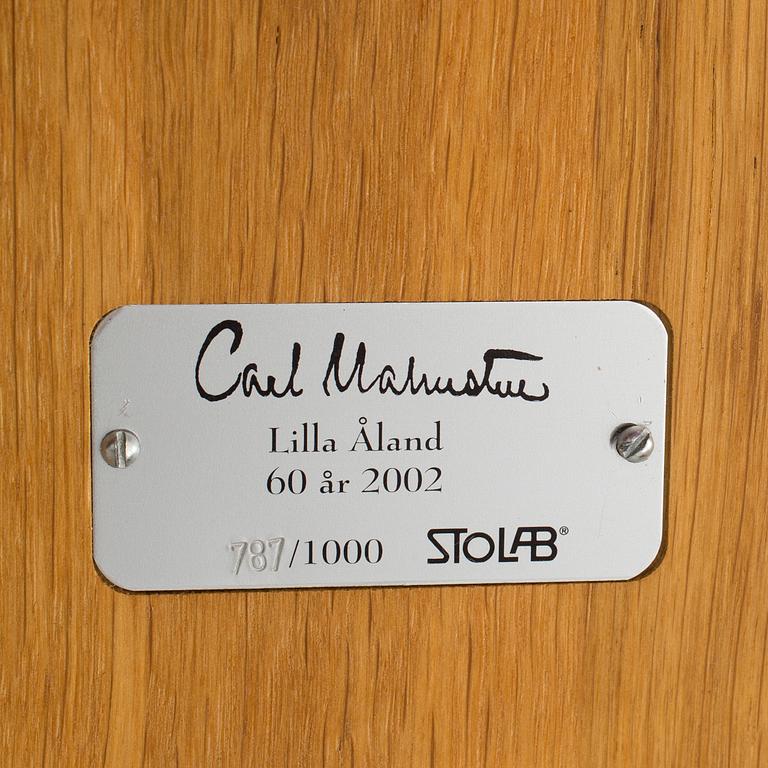 Carl Malmsten
Lilla Åland
60 år 2002
787/1000 STOLAB®